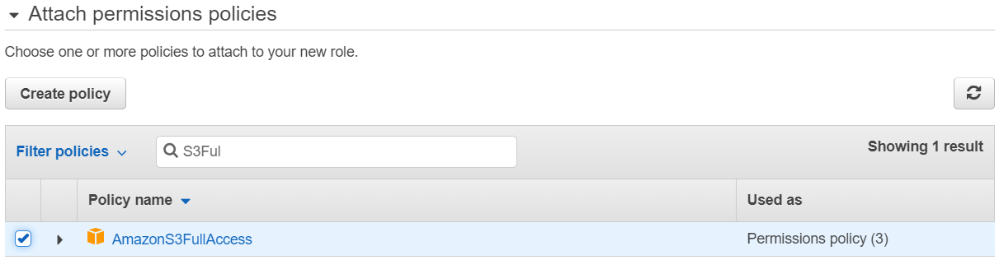 Attach permissions policies
Choose one or more policies to attach to your new role.
Create policy
Filter policies S3Ful Showing 1 result
Policy name Used as
AmazonS3FullAccess Permissions policy (3)